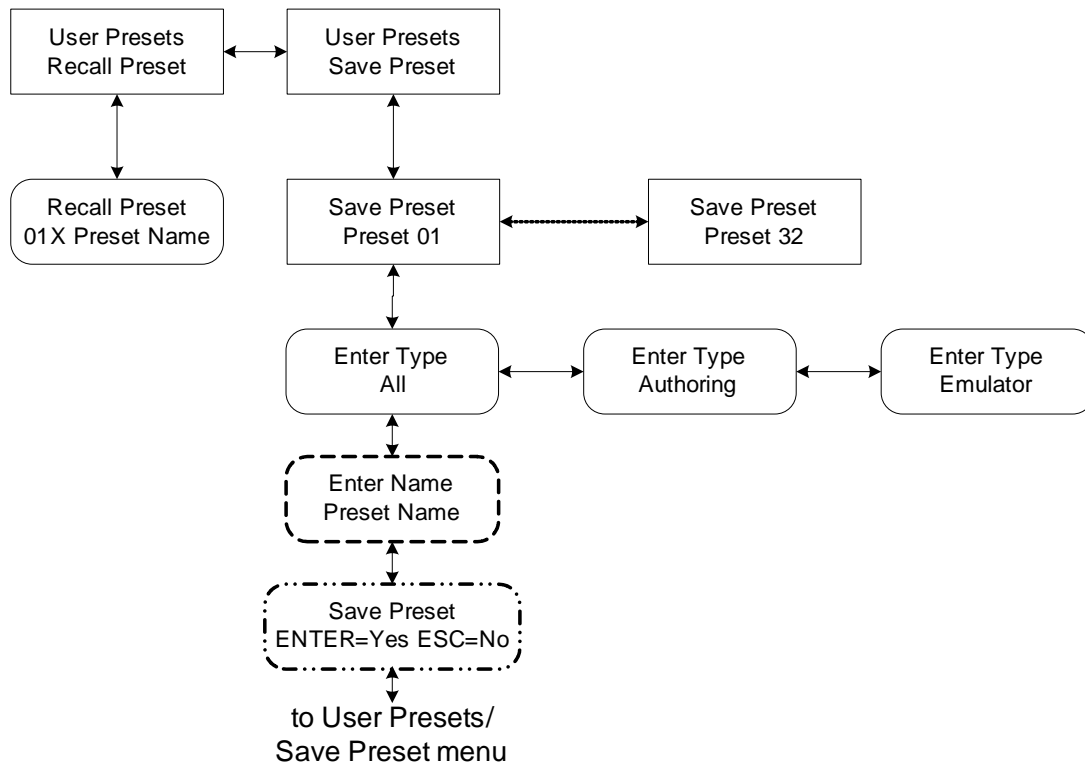 User Presets
Recall Preset
User Presets
Save Preset
Recall Preset
01X Preset Name
Save Preset
Preset 01
Save Preset
Preset 32
Enter Type
All
Enter Type
Authoring
Enter Type
Emulator
Enter Name
Preset Name
Save Preset
ENTER=Yes ESC=No
to User Presets/
Save Preset menu